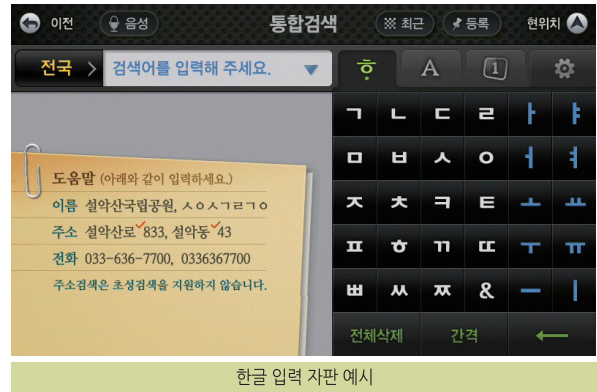 이전 음성 통합검색 최근 등록 현위치
전국 > 검색어를 입력해 주세요. ㅎ A 1
ㄱ ㄴ ㄷ ㄹ ㅏ ㅑ
ㅁ ㅂ ㅅ ㅇ ㅓ ㅕ
ㅈ ㅊ ㅋ ㅌ ㅗ ㅛ
ㅍ ㅎ ㄲ ㄸ ㅜ ㅠ
ㅃ ㅆ ㅉ & ㅡ ㅣ
전체삭제 간격 ←
도움말 (아래와 같이 입력하세요.)
이름 설악산국립공원, ㅅㅇㅅㄱㄹㄱㅇ
주소 설악산로✓833, 설악동✓43
전화 033-636-7700, 0336367700
주소검색은 초성검색을 지원하지 않습니다.
한글 입력 자판 예시